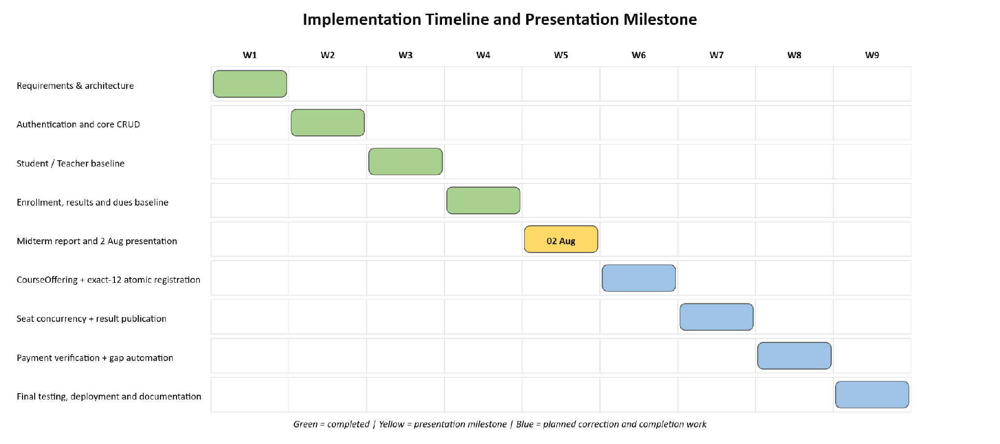 Implementation Timeline and Presentation Milestone
W1 W2 W3 W4 W5 W6 W7 W8 W9
Requirements & architecture
Authentication and core CRUD
Student / Teacher baseline
Enrollment, results and dues baseline
Midterm report and 2 Aug presentation 02 Aug
CourseOffering + exact-12 atomic registration
Seat concurrency + result publication
Payment verification + gap automation
Final testing, deployment and documentation
Green = completed | Yellow = presentation milestone | Blue = planned correction and completion work